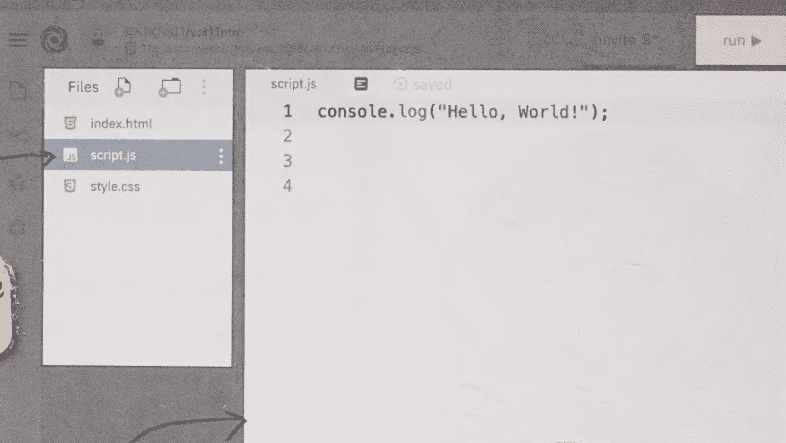 invite
run
Files
index.html
script.js
style.css
script.js
saved
1 console.log("Hello, World!");
2
3
4